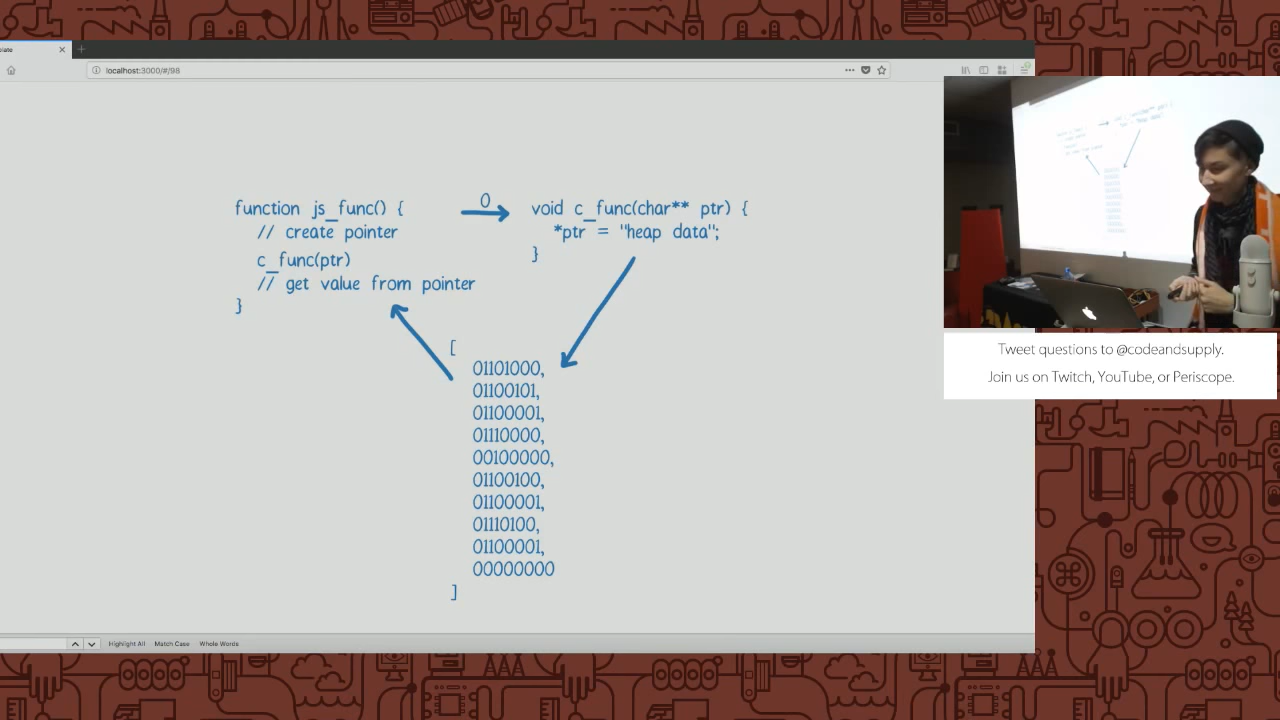 localhost:3000/#/96
function js_func() {
// create pointer
c_func(ptr)
// get value from pointer
}
0
void c_func(char** ptr) {
*ptr = "heap data";
}
[
01101000,
01100101,
01100001,
01110000,
00100000,
01100100,
01100001,
01110100,
01100001,
00000000
]
Highlight All Match Case Whole Words
Tweet questions to @codeandsupply.
Join us on Twitch, YouTube, or Periscope.